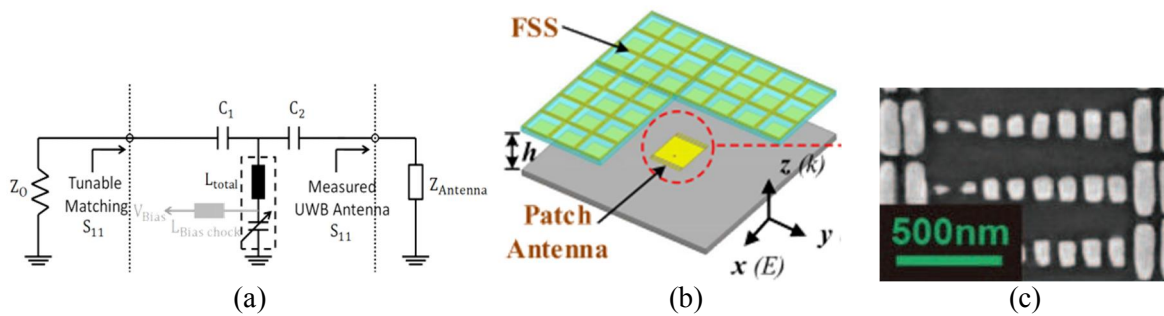 C1 C2
Z0
Tunable
Matching
S11
Ltotal
VBias
LBias chock
Measured
UWB Antenna
S11
ZAntenna
(a)
FSS
h
Patch
Antenna
z (k)
y
x (E)
(b)
500nm
(c)